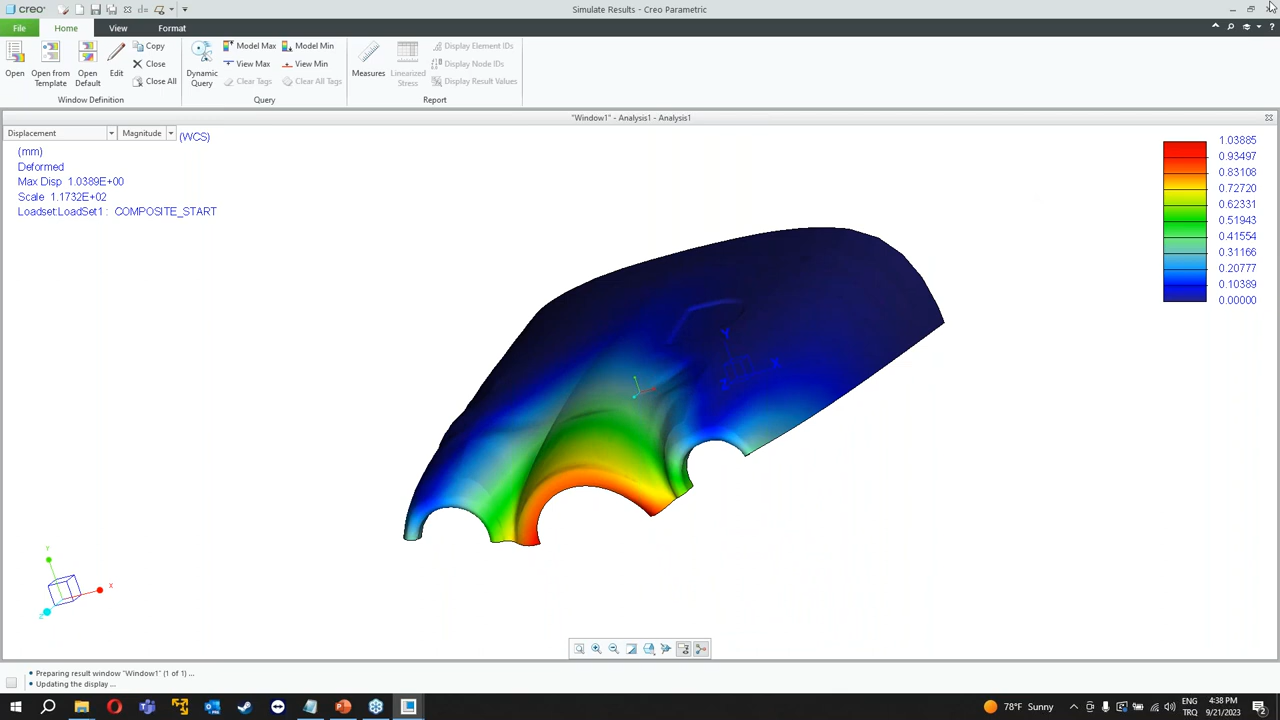 creo
Simulate Results - Creo Parametric
File
Home
View
Format
Open
Open from
Template
Open
Default
Edit
Copy
Close
Close All
Window Definition
Dynamic
Query
Model Max
Model Min
View Max
View Min
Clear Tags
Clear All Tags
Query
Measures
Linearized
Stress
Display Element IDs
Display Node IDs
Display Result Values
Report
"Window1" - Analysis1 - Analysis1
Displacement
Magnitude
(WCS)
(mm)
Deformed
Max Disp 1.0389E+00
Scale 1.1732E+02
Loadset:LoadSet1 : COMPOSITE_START
1.03885
0.93497
0.83108
0.72720
0.62331
0.51943
0.41554
0.31166
0.20777
0.10389
0.00000
Y
X
Z
Y
X
Z
• Preparing result window "Window1" (1 of 1) ...
• Updating the display ...
78°F Sunny
ENG
TRQ
4:38 PM
9/21/2023
2